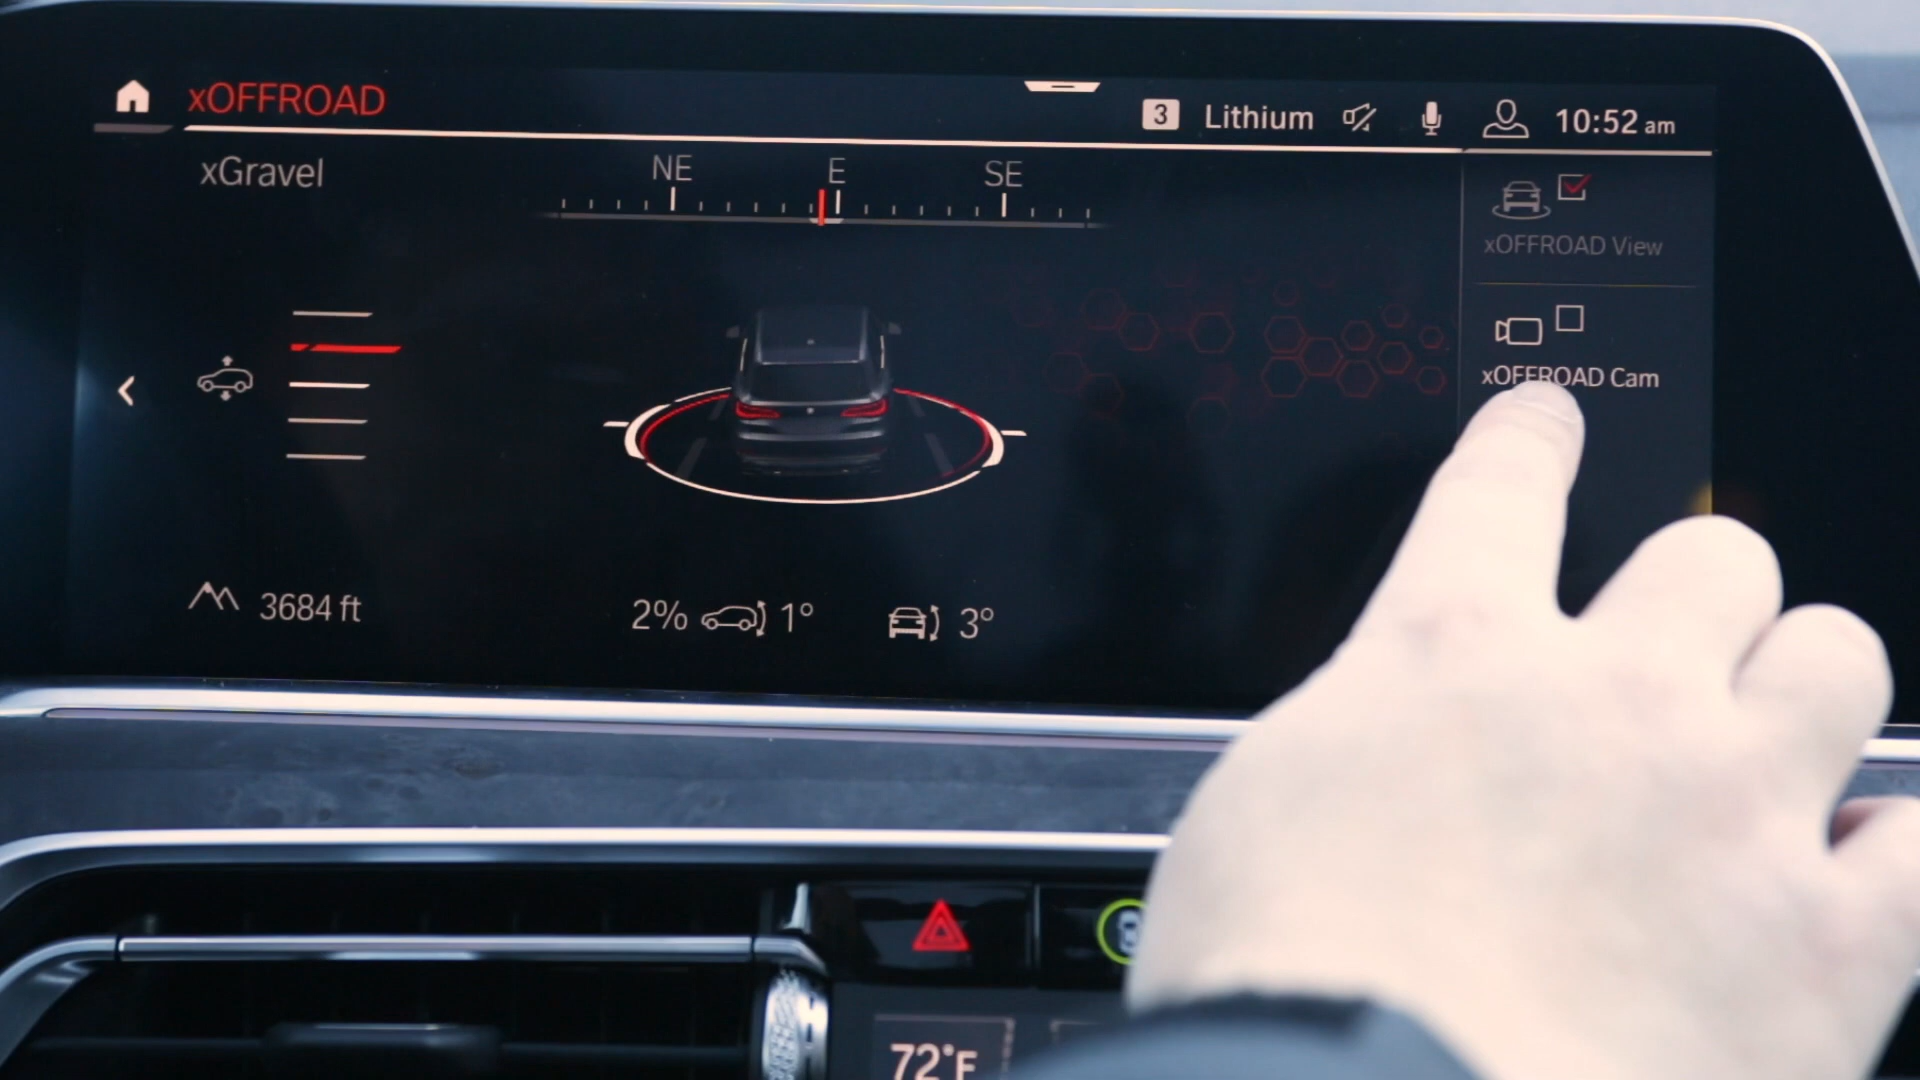 xOFFROAD
3 Lithium 10:52 am
xGravel
NE E SE
xOFFROAD View
xOFFROAD Cam
3684 ft
2% 1° 3°
72°F